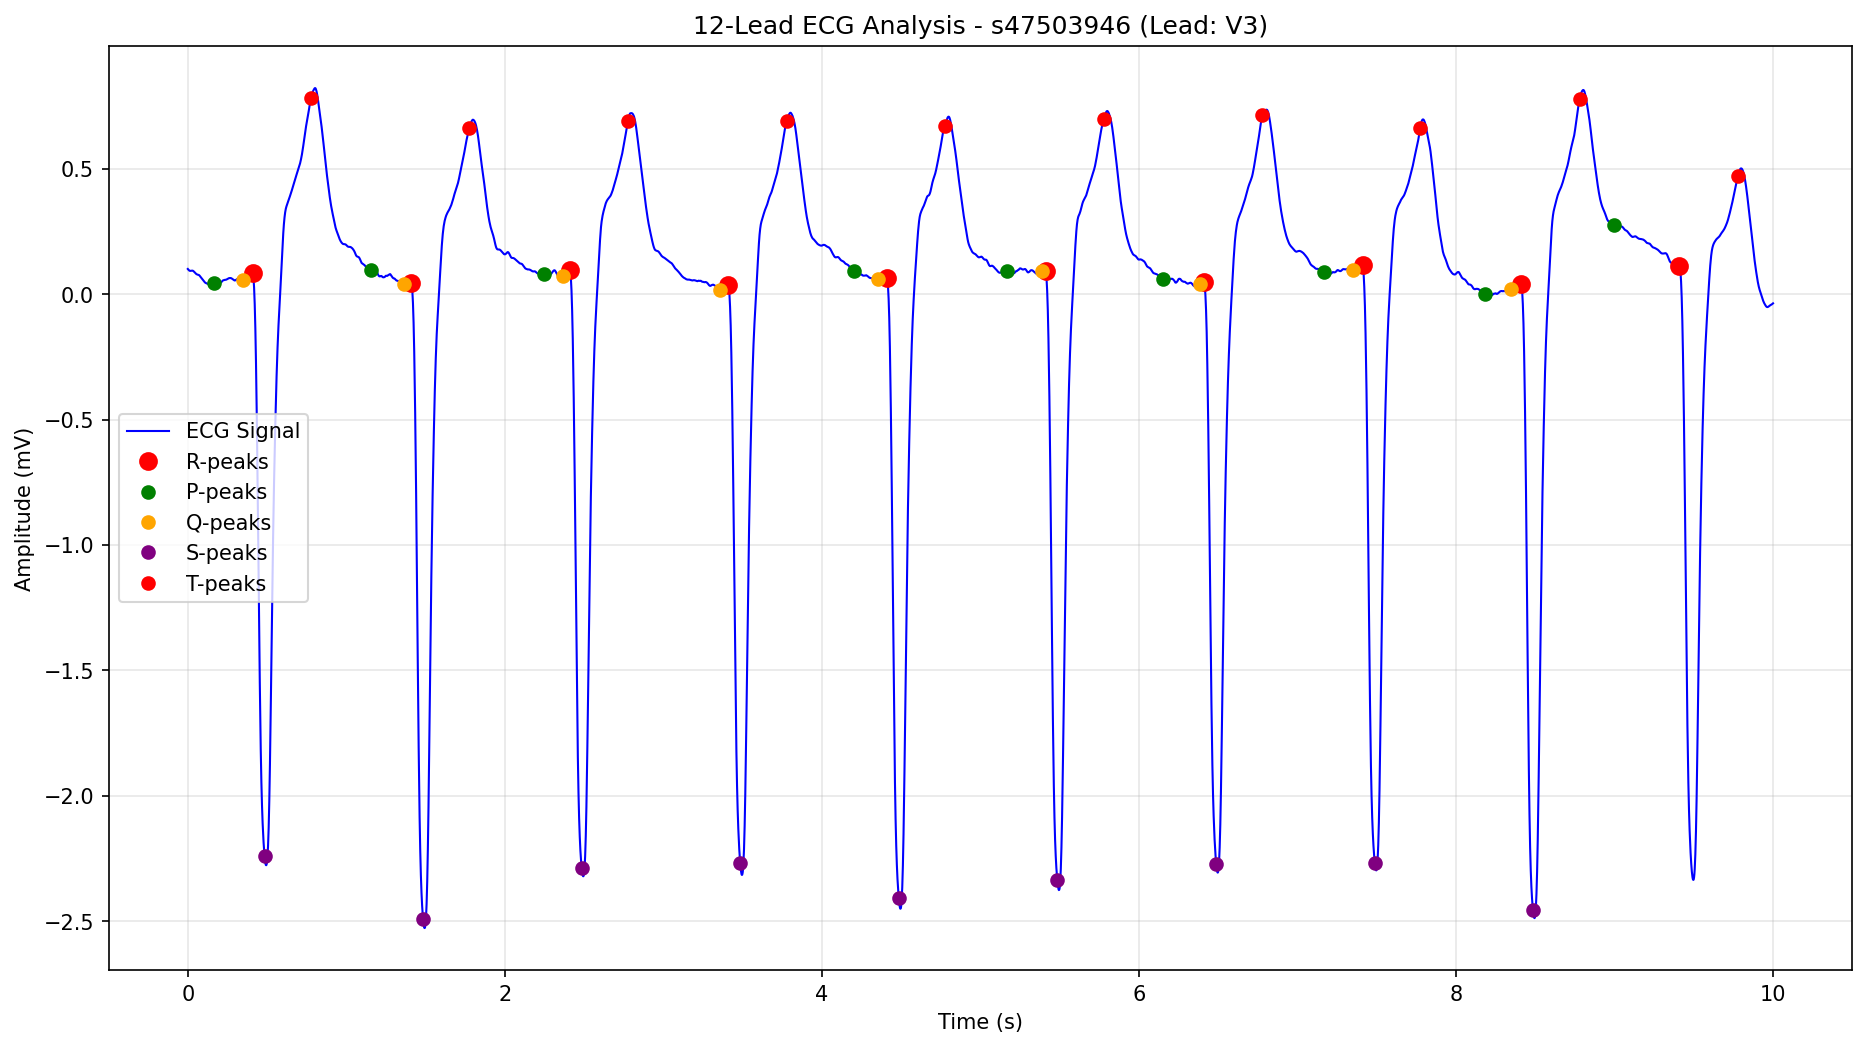 12-Lead ECG Analysis - s47503946 (Lead: V3)
Amplitude (mV)
0.5
0.0
−0.5
−1.0
−1.5
−2.0
−2.5
ECG Signal
R-peaks
P-peaks
Q-peaks
S-peaks
T-peaks
0 2 4 6 8 10
Time (s)